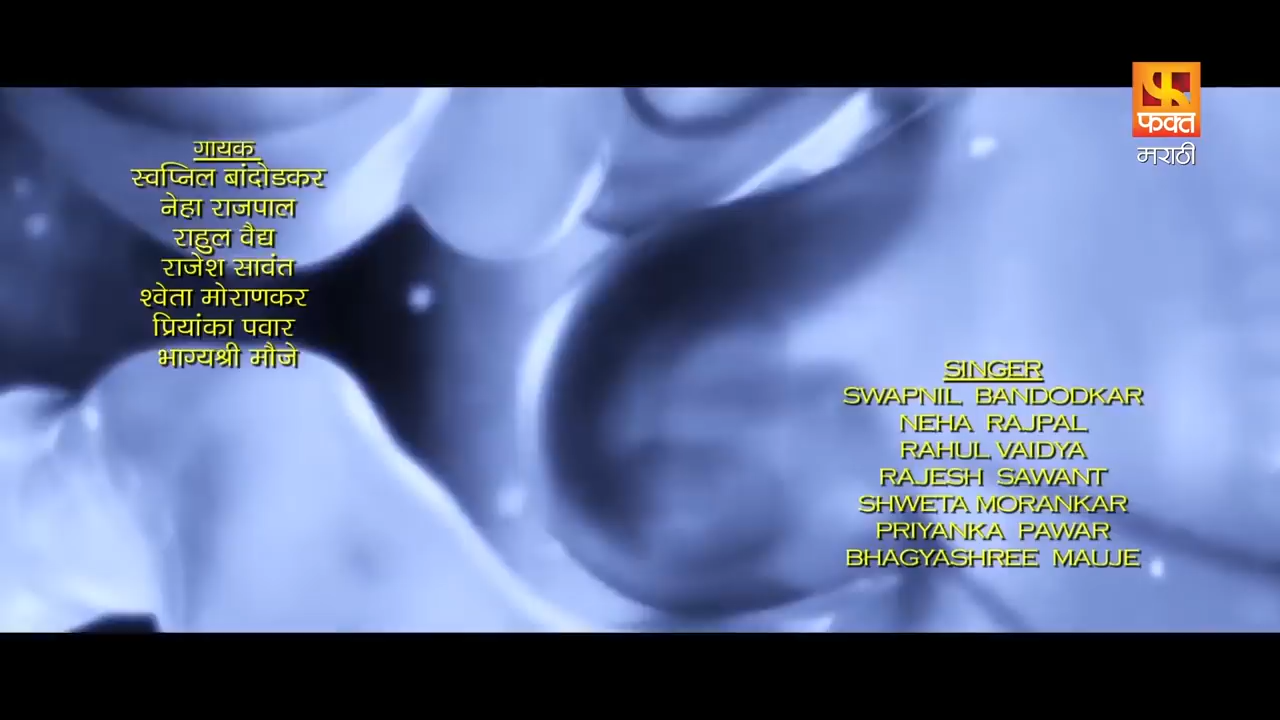 फक्त
मराठी
गायक
स्वप्निल बांदोडकर
नेहा राजपाल
राहुल वैद्य
राजेश सावंत
श्वेता मोराणकर
प्रियांका पवार
भाग्यश्री मौजे
SINGER
SWAPNIL BANDODKAR
NEHA RAJPAL
RAHUL VAIDYA
RAJESH SAWANT
SHWETA MORANKAR
PRIYANKA PAWAR
BHAGYASHREE MAUJE